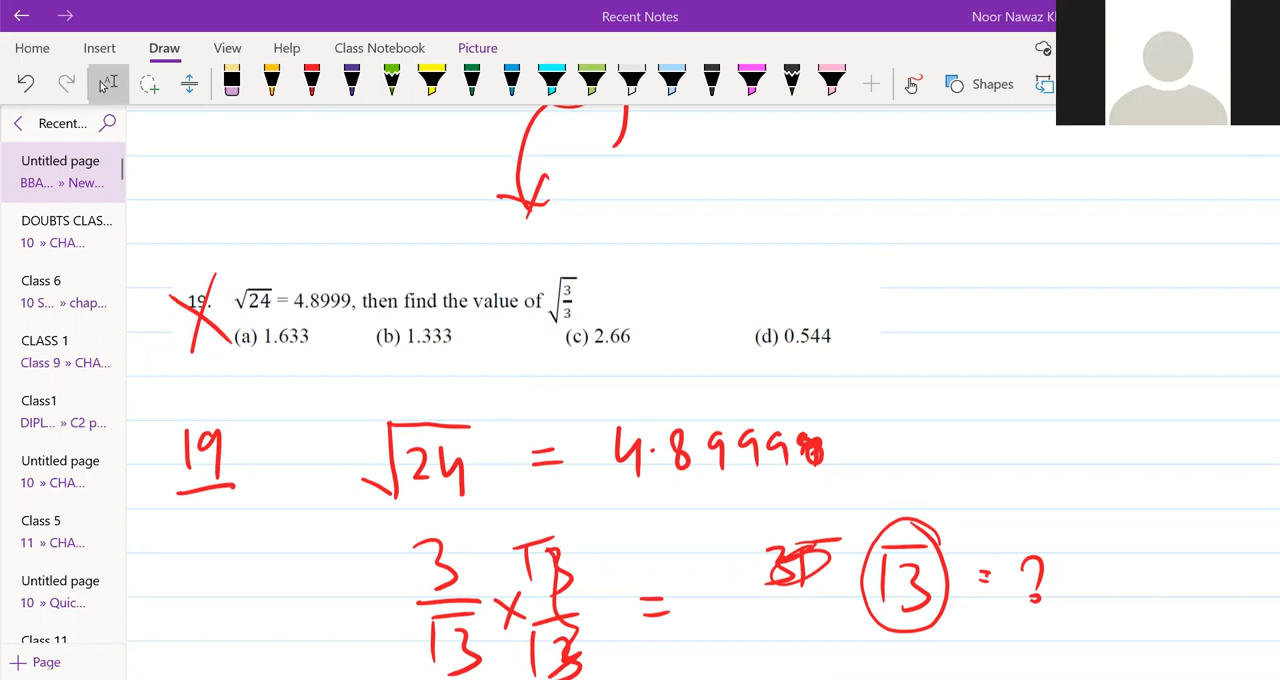 Recent Notes
Noor Nawaz K
Home Insert Draw View Help Class Notebook Picture
Shapes
Recent...
Untitled page
BBA... » New...
DOUBTS CLAS...
10 » CHA...
Class 6
10 S... » chap...
CLASS 1
Class 9 » CHA...
Class1
DIPL... » C2 p...
Untitled page
10 » CHA...
Class 5
11 » CHA...
Untitled page
10 » Quic...
Class 11
Page
19. √24 = 4.8999, then find the value of √3/3
(a) 1.633 (b) 1.333 (c) 2.66 (d) 0.544
19 √24 = 4.8999
3/√3 × √3/√3 = √3 = ?